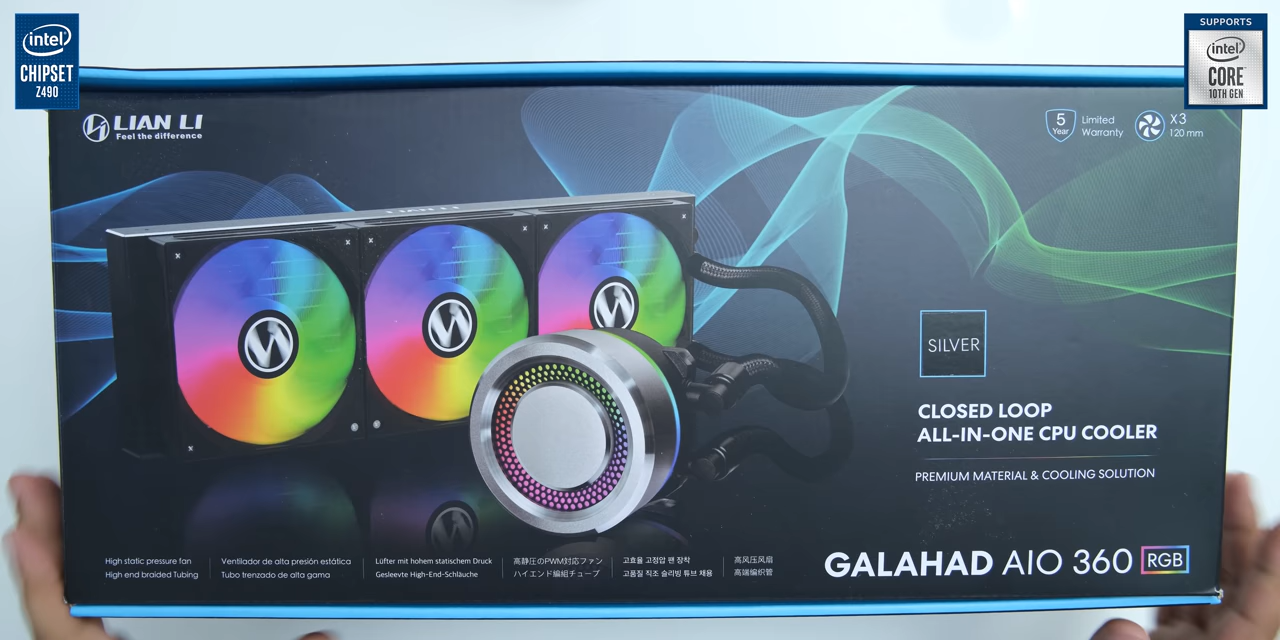 intel
CHIPSET
Z490
SUPPORTS
intel
CORE
10TH GEN
LIAN LI
Feel the difference
5
Year
Limited
Warranty
X3
120 mm
LIAN LI
SILVER
CLOSED LOOP
ALL-IN-ONE CPU COOLER
PREMIUM MATERIAL & COOLING SOLUTION
High static pressure fan
High end braided Tubing
Ventilador de alta presión estática
Tubo trenzado de alta gama
Lüfter mit hohem statischem Druck
Gesleevte High-End-Schläuche
高静圧のPWM対応ファン
ハイエンド編組チューブ
고효율 고정압 팬 장착
고품질 직조 슬리빙 튜브 채용
高风压风扇
高端编织管
GALAHAD AIO 360 RGB